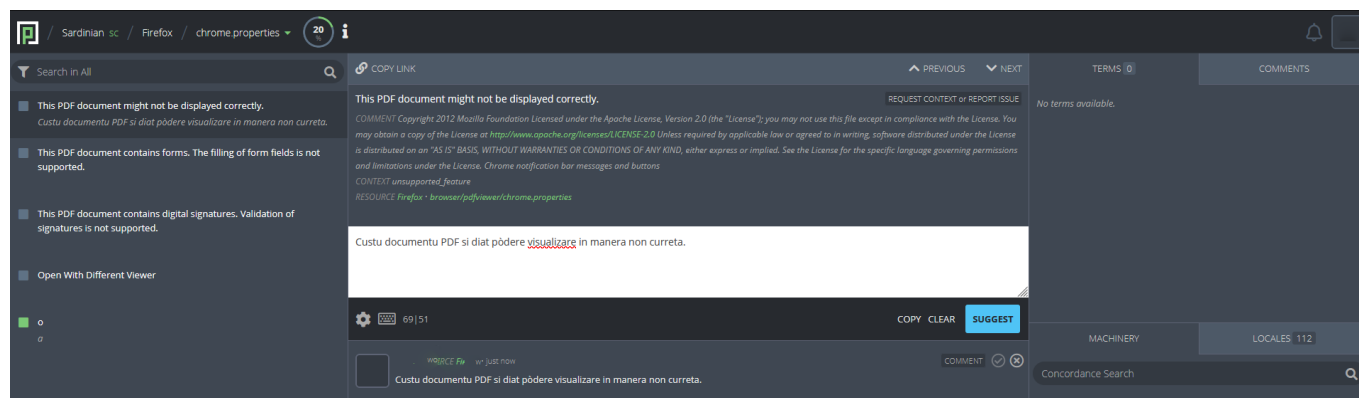 / Sardinian sc / Firefox / chrome.properties 20 %
Search in All
This PDF document might not be displayed correctly.
Custu documentu PDF si diat pòdere visualizare in manera non curreta.
This PDF document contains forms. The filling of form fields is not
supported.
This PDF document contains digital signatures. Validation of
signatures is not supported.
Open With Different Viewer
o
a
COPY LINK
PREVIOUS NEXT
This PDF document might not be displayed correctly.
REQUEST CONTEXT or REPORT ISSUE
COMMENT Copyright 2012 Mozilla Foundation Licensed under the Apache License, Version 2.0 (the "License"); you may not use this file except in compliance with the License. You
may obtain a copy of the License at http://www.apache.org/licenses/LICENSE-2.0 Unless required by applicable law or agreed to in writing, software distributed under the License
is distributed on an "AS IS" BASIS, WITHOUT WARRANTIES OR CONDITIONS OF ANY KIND, either express or implied. See the License for the specific language governing permissions
and limitations under the License. Chrome notification bar messages and buttons
CONTEXT unsupported_feature
RESOURCE Firefox • browser/pdfviewer/chrome.properties
Custu documentu PDF si diat pòdere visualizare in manera non curreta.
69|51
COPY CLEAR SUGGEST
just now
COMMENT
Custu documentu PDF si diat pòdere visualizare in manera non curreta.
TERMS 0
COMMENTS
No terms available.
MACHINERY
LOCALES 112
Concordance Search